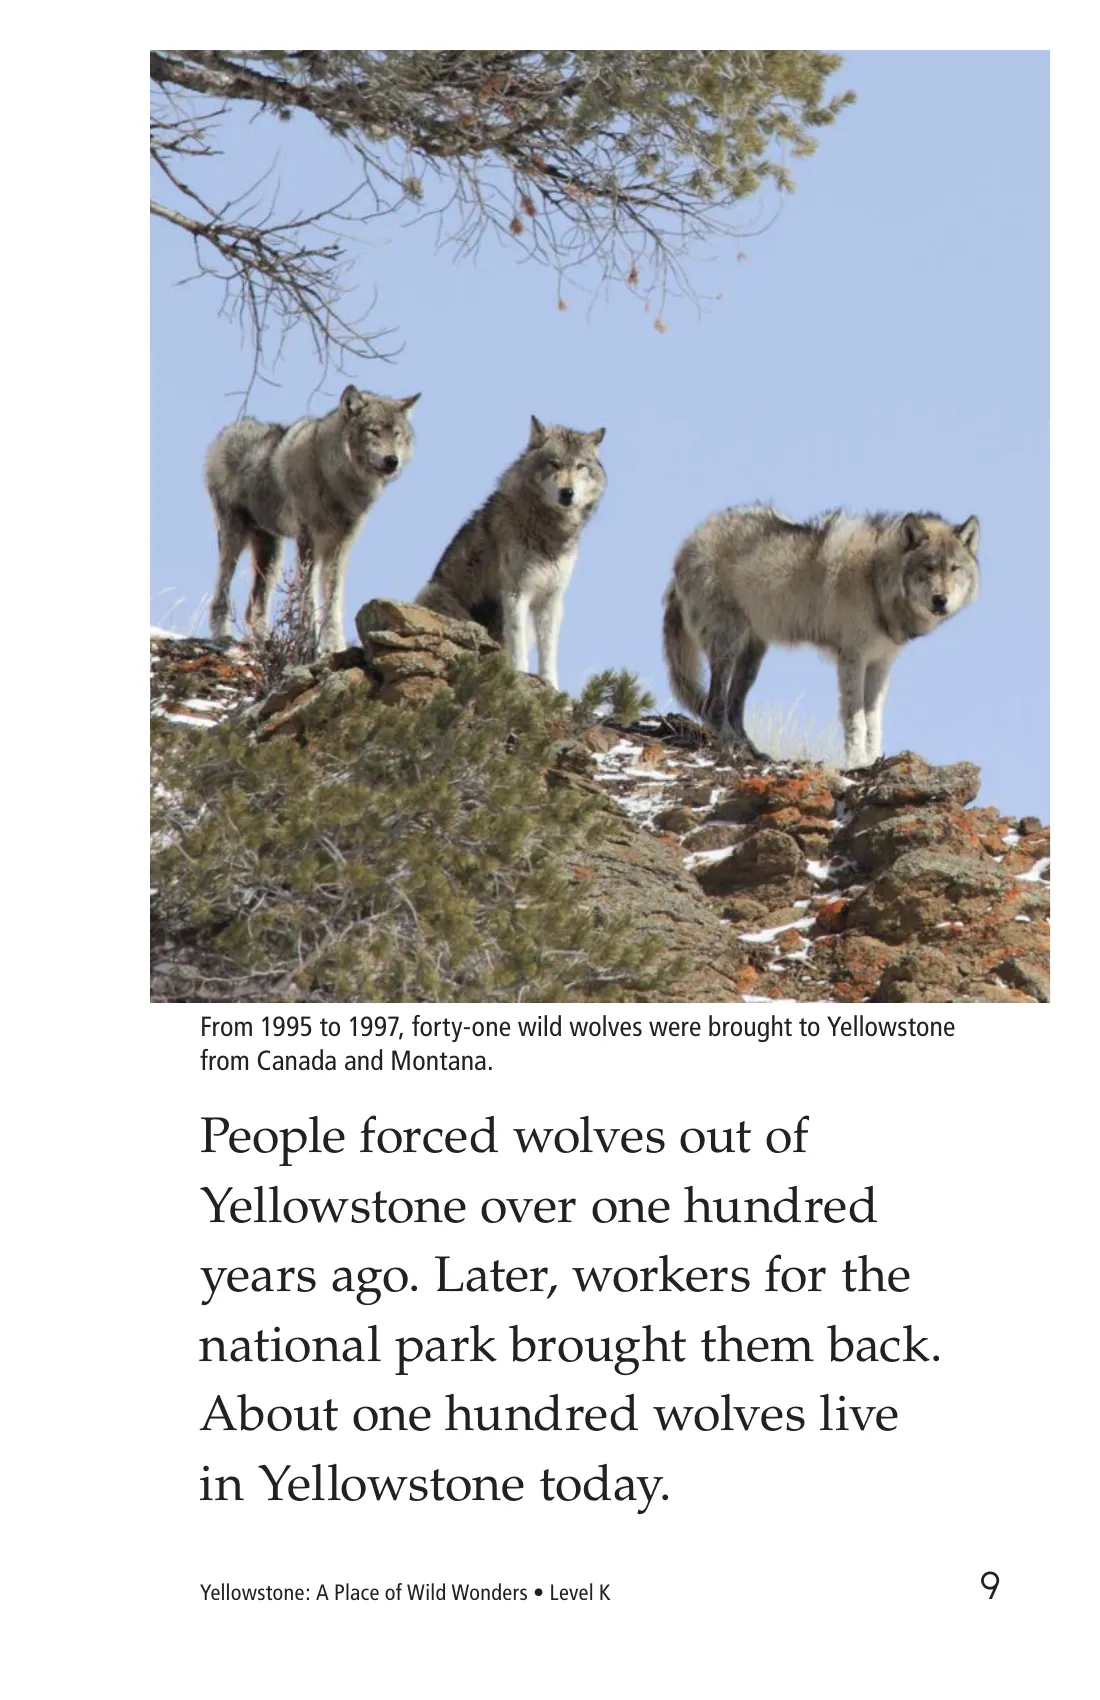 From 1995 to 1997, forty-one wild wolves were brought to Yellowstone
from Canada and Montana.
People forced wolves out of
Yellowstone over one hundred
years ago. Later, workers for the
national park brought them back.
About one hundred wolves live
in Yellowstone today.
Yellowstone: A Place of Wild Wonders • Level K
9